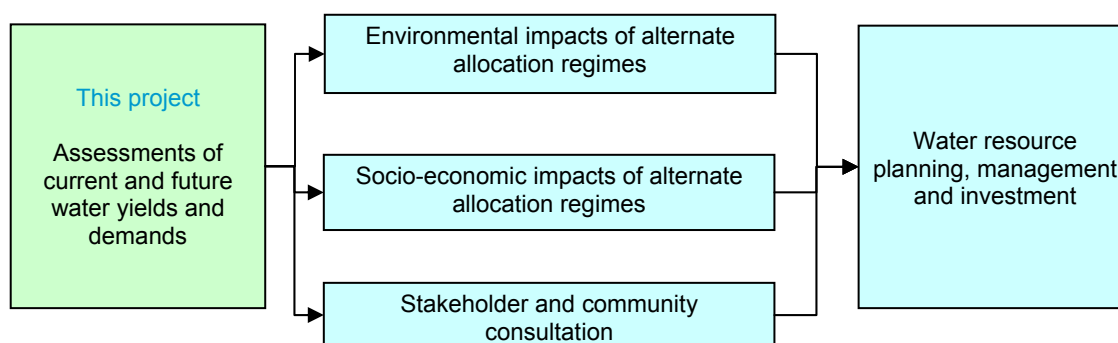 This project
Assessments of
current and future
water yields and
demands
Environmental impacts of alternate
allocation regimes
Socio-economic impacts of alternate
allocation regimes
Stakeholder and community
consultation
Water resource
planning, management
and investment